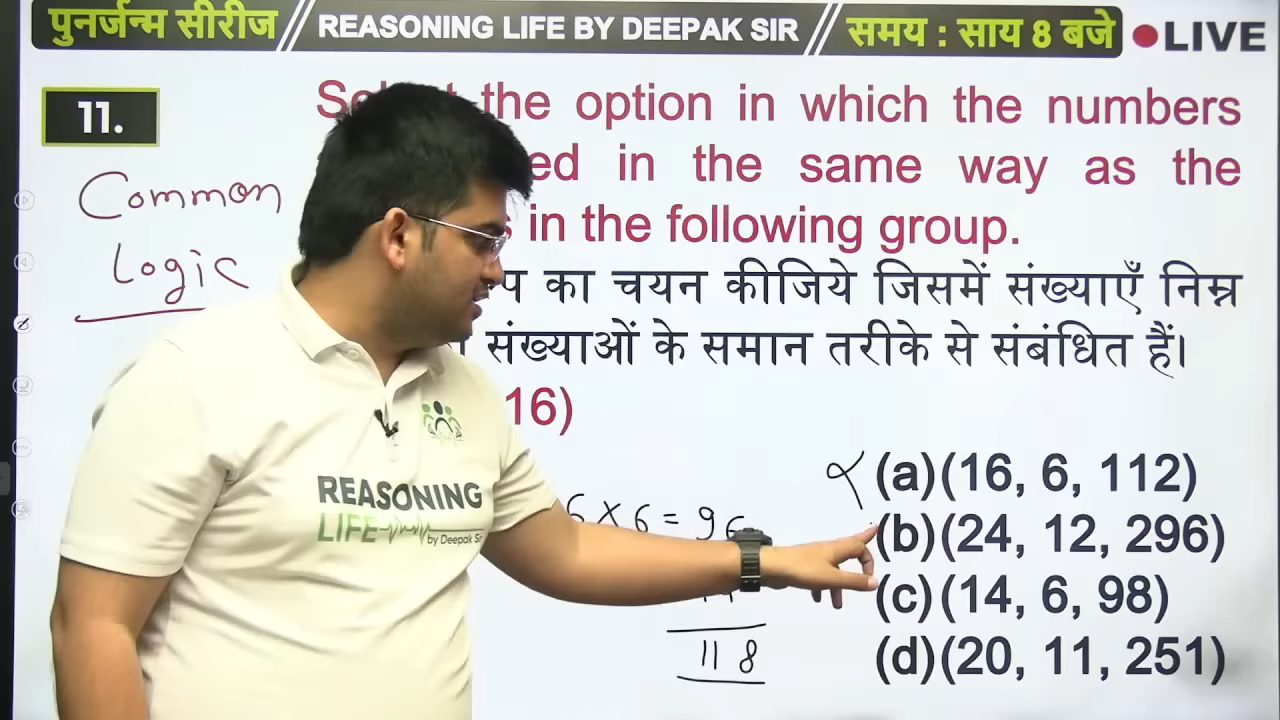 पुनर्जन्म सीरीज // REASONING LIFE BY DEEPAK SIR // समय : साय 8 बजे LIVE
11.
the option in which the numbers
in the same way as the
in the following group.
का चयन कीजिये जिसमें संख्याएँ निम्न
संख्याओं के समान तरीके से संबंधित हैं।
16)
Common
Logic
6 × 6 = 96
118
(a)(16, 6, 112)
(b)(24, 12, 296)
(c)(14, 6, 98)
(d)(20, 11, 251)
REASONING
LIFE
by Deepak Sir